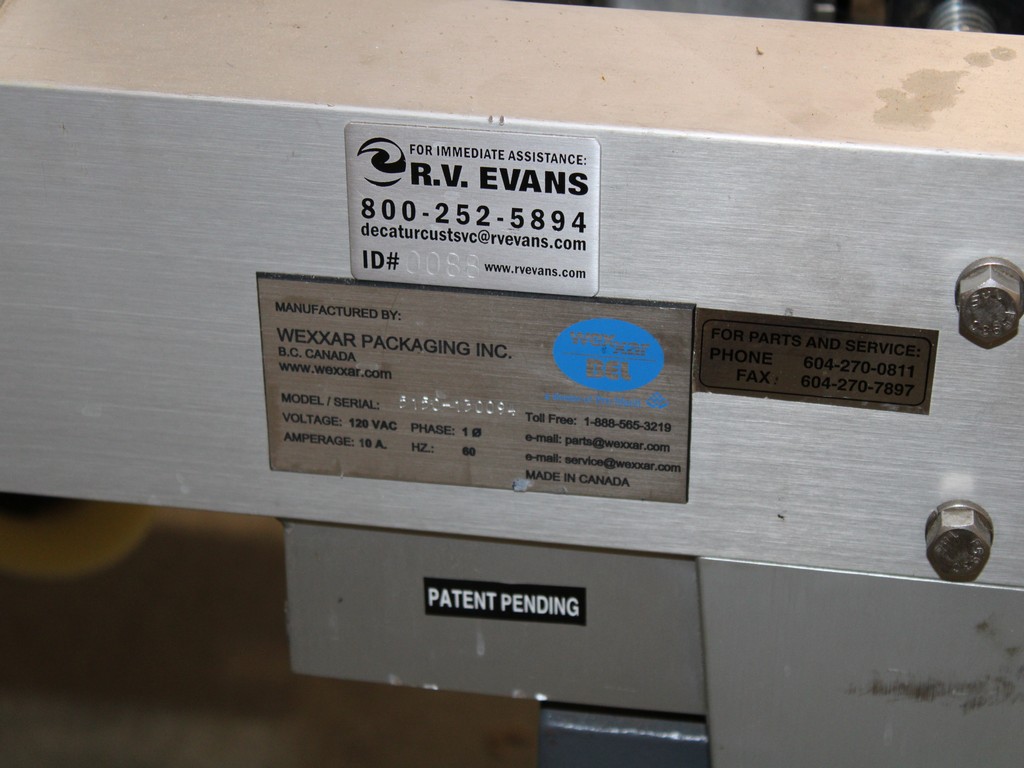 FOR IMMEDIATE ASSISTANCE:
R.V. EVANS
800-252-5894
decaturcustsvc@rvevans.com
ID# www.rvevans.com
MANUFACTURED BY:
WEXXAR PACKAGING INC.
B.C. CANADA
www.wexxar.com
MODEL / SERIAL:
VOLTAGE: 120 VAC PHASE: 1 Ø
AMPERAGE: 10 A. HZ.: 60
wexxar
BEL
Toll Free: 1-888-565-3219
e-mail: parts@wexxar.com
e-mail: service@wexxar.com
MADE IN CANADA
FOR PARTS AND SERVICE:
PHONE 604-270-0811
FAX: 604-270-7897
PATENT PENDING